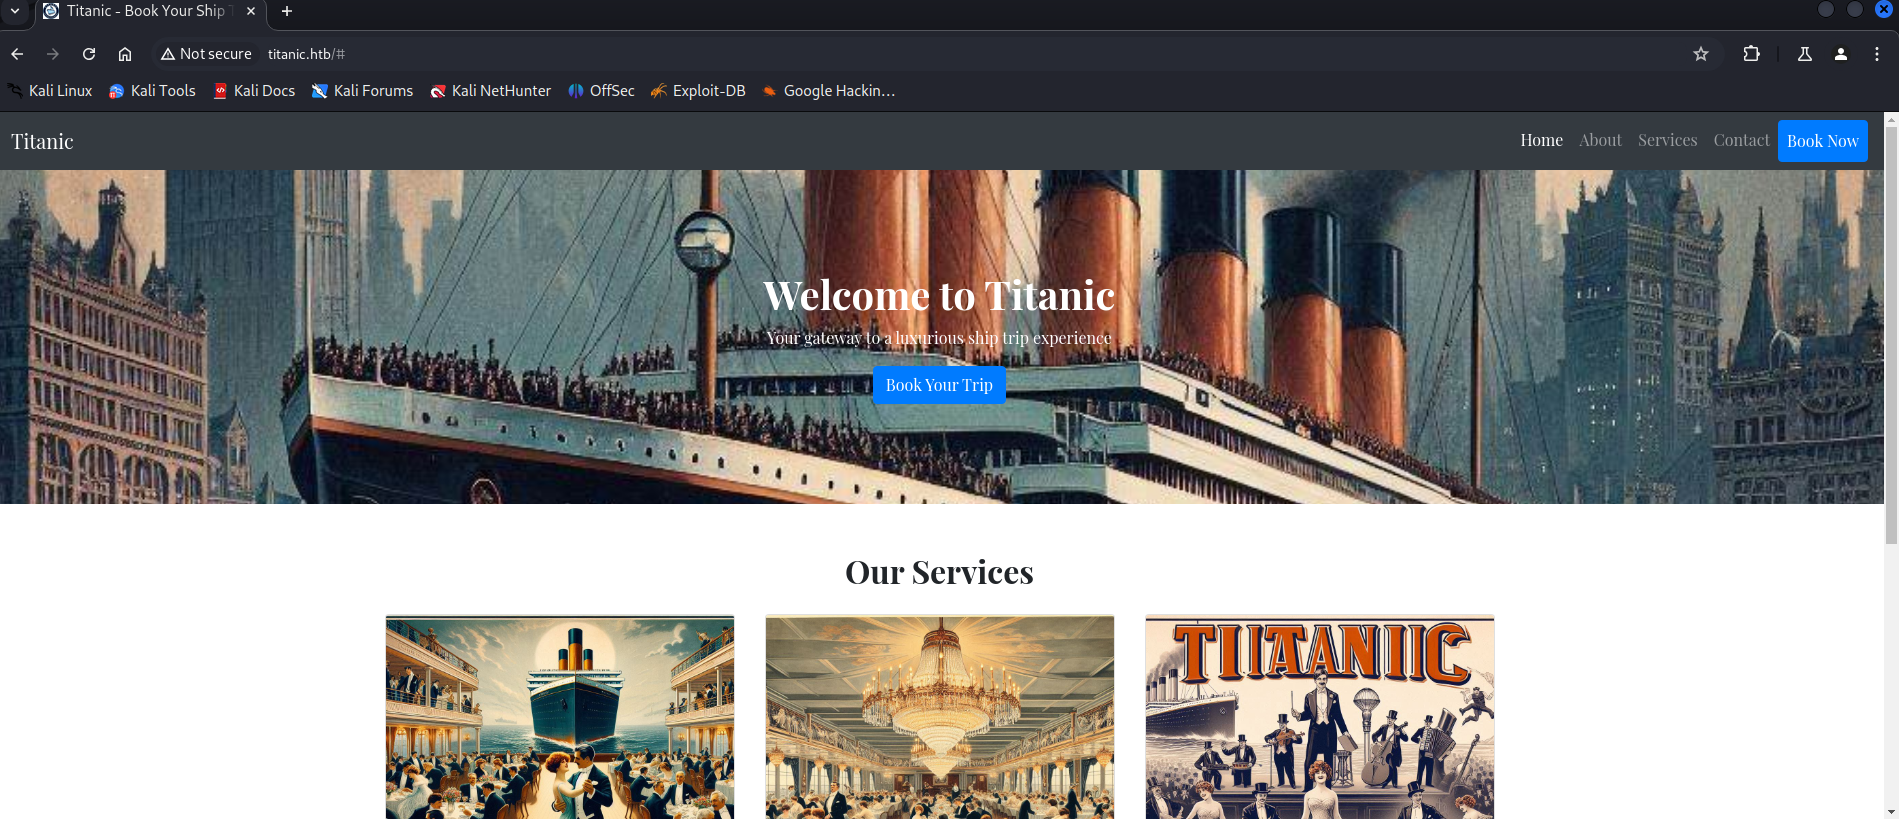 Titanic - Book Your Ship T
Not secure titanic.htb/#
Kali Linux Kali Tools Kali Docs Kali Forums Kali NetHunter OffSec Exploit-DB Google Hackin…
Titanic Home About Services Contact Book Now
Welcome to Titanic
Your gateway to a luxurious ship trip experience
Book Your Trip
Our Services
TIITANIIC